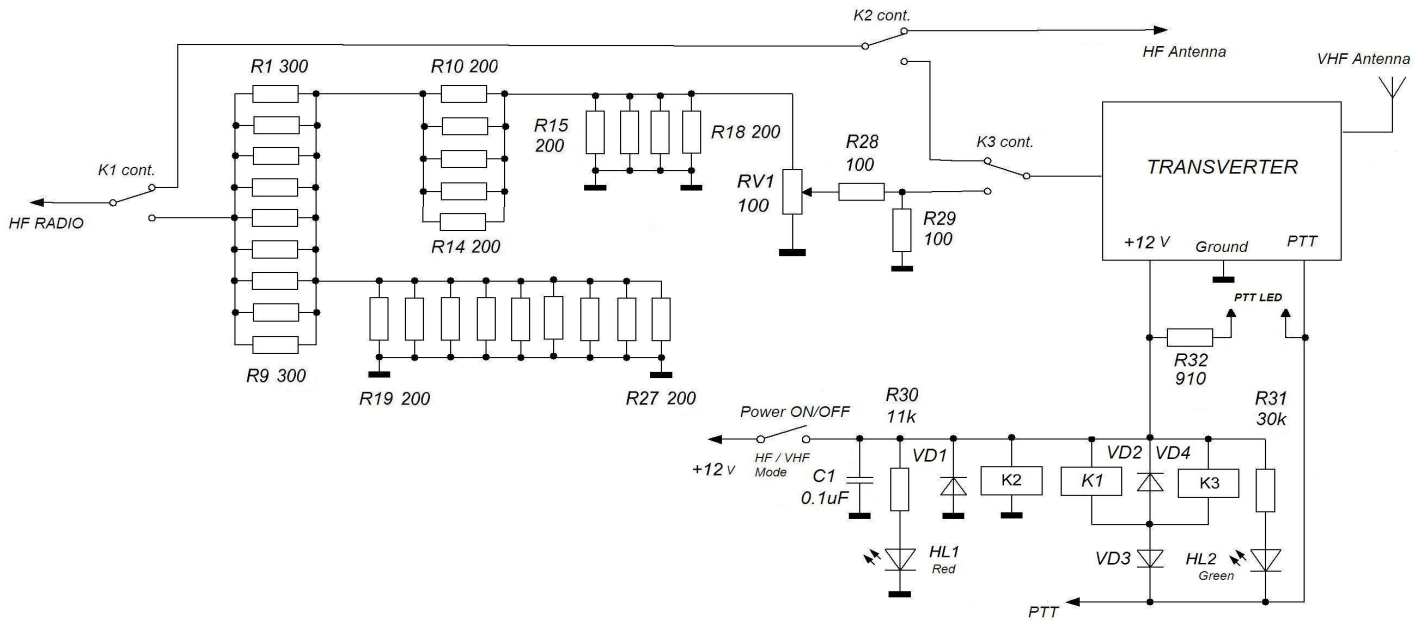 K2 cont.
HF Antenna
VHF Antenna
R1 300
R10 200
R15
200
R18 200
K1 cont.
HF RADIO
R28
100
K3 cont.
TRANSVERTER
RV1
100
R29
100
R14 200
+12 V
Ground
PTT
PTT LED
R9 300
R32
910
R19 200
R27 200
Power ON/OFF
R30
11k
R31
30k
+12 V
HF / VHF
Mode
C1
0.1uF
VD1
K2
K1
VD2
VD4
K3
HL1
Red
VD3
HL2
Green
PTT